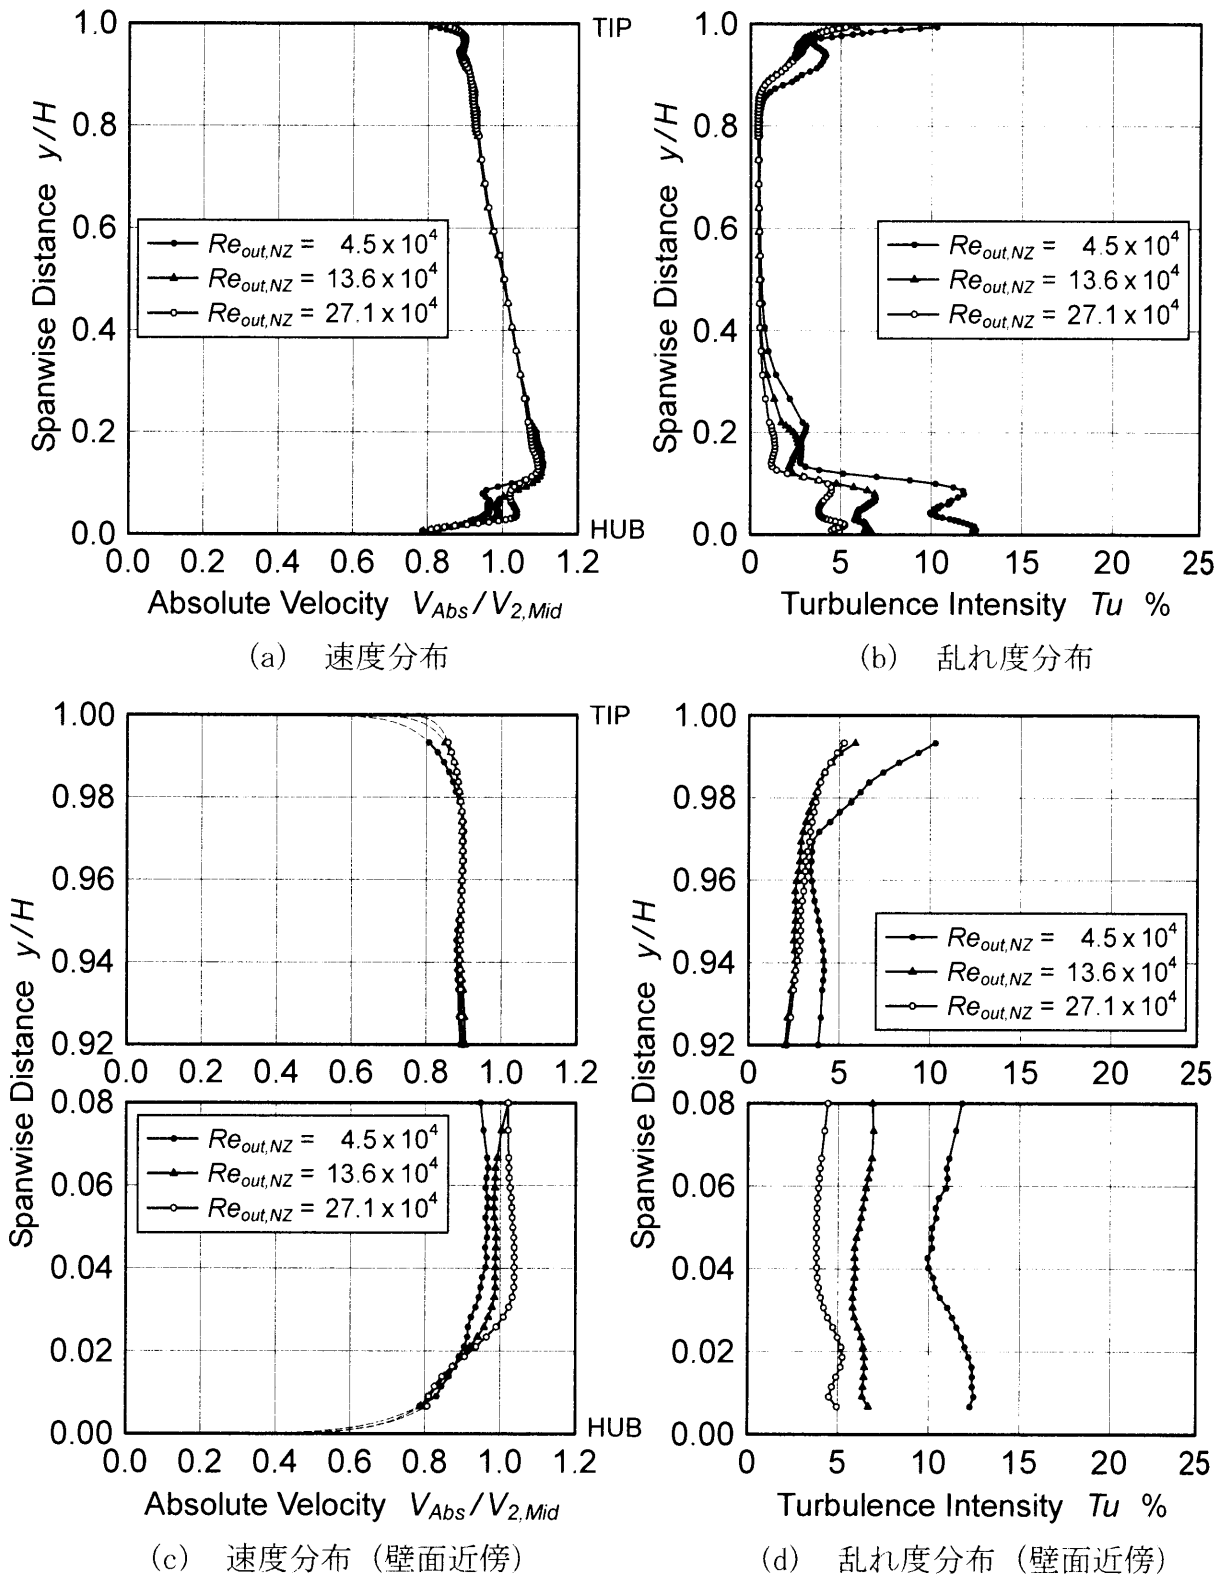 1.0
0.8
0.6
0.4
0.2
0.0
Spanwise Distance y/H
TIP
Re_out,NZ = 4.5 x 10^4
Re_out,NZ = 13.6 x 10^4
Re_out,NZ = 27.1 x 10^4
HUB
0.0 0.2 0.4 0.6 0.8 1.0 1.2
Absolute Velocity V_Abs / V_2,Mid
(a) 速度分布
1.0
0.8
0.6
0.4
0.2
0.0
Spanwise Distance y/H
Re_out,NZ = 4.5 x 10^4
Re_out,NZ = 13.6 x 10^4
Re_out,NZ = 27.1 x 10^4
0 5 10 15 20 25
Turbulence Intensity Tu %
(b) 乱れ度分布
1.00
0.98
0.96
0.94
0.92
TIP
0.0 0.2 0.4 0.6 0.8 1.0 1.2
Spanwise Distance y/H
0.08
0.06
0.04
0.02
0.00
Re_out,NZ = 4.5 x 10^4
Re_out,NZ = 13.6 x 10^4
Re_out,NZ = 27.1 x 10^4
HUB
0.0 0.2 0.4 0.6 0.8 1.0 1.2
Absolute Velocity V_Abs / V_2,Mid
(c) 速度分布 (壁面近傍)
1.00
0.98
0.96
0.94
0.92
Re_out,NZ = 4.5 x 10^4
Re_out,NZ = 13.6 x 10^4
Re_out,NZ = 27.1 x 10^4
0 5 10 15 20 25
Spanwise Distance y/H
0.08
0.06
0.04
0.02
0.00
0 5 10 15 20 25
Turbulence Intensity Tu %
(d) 乱れ度分布 (壁面近傍)